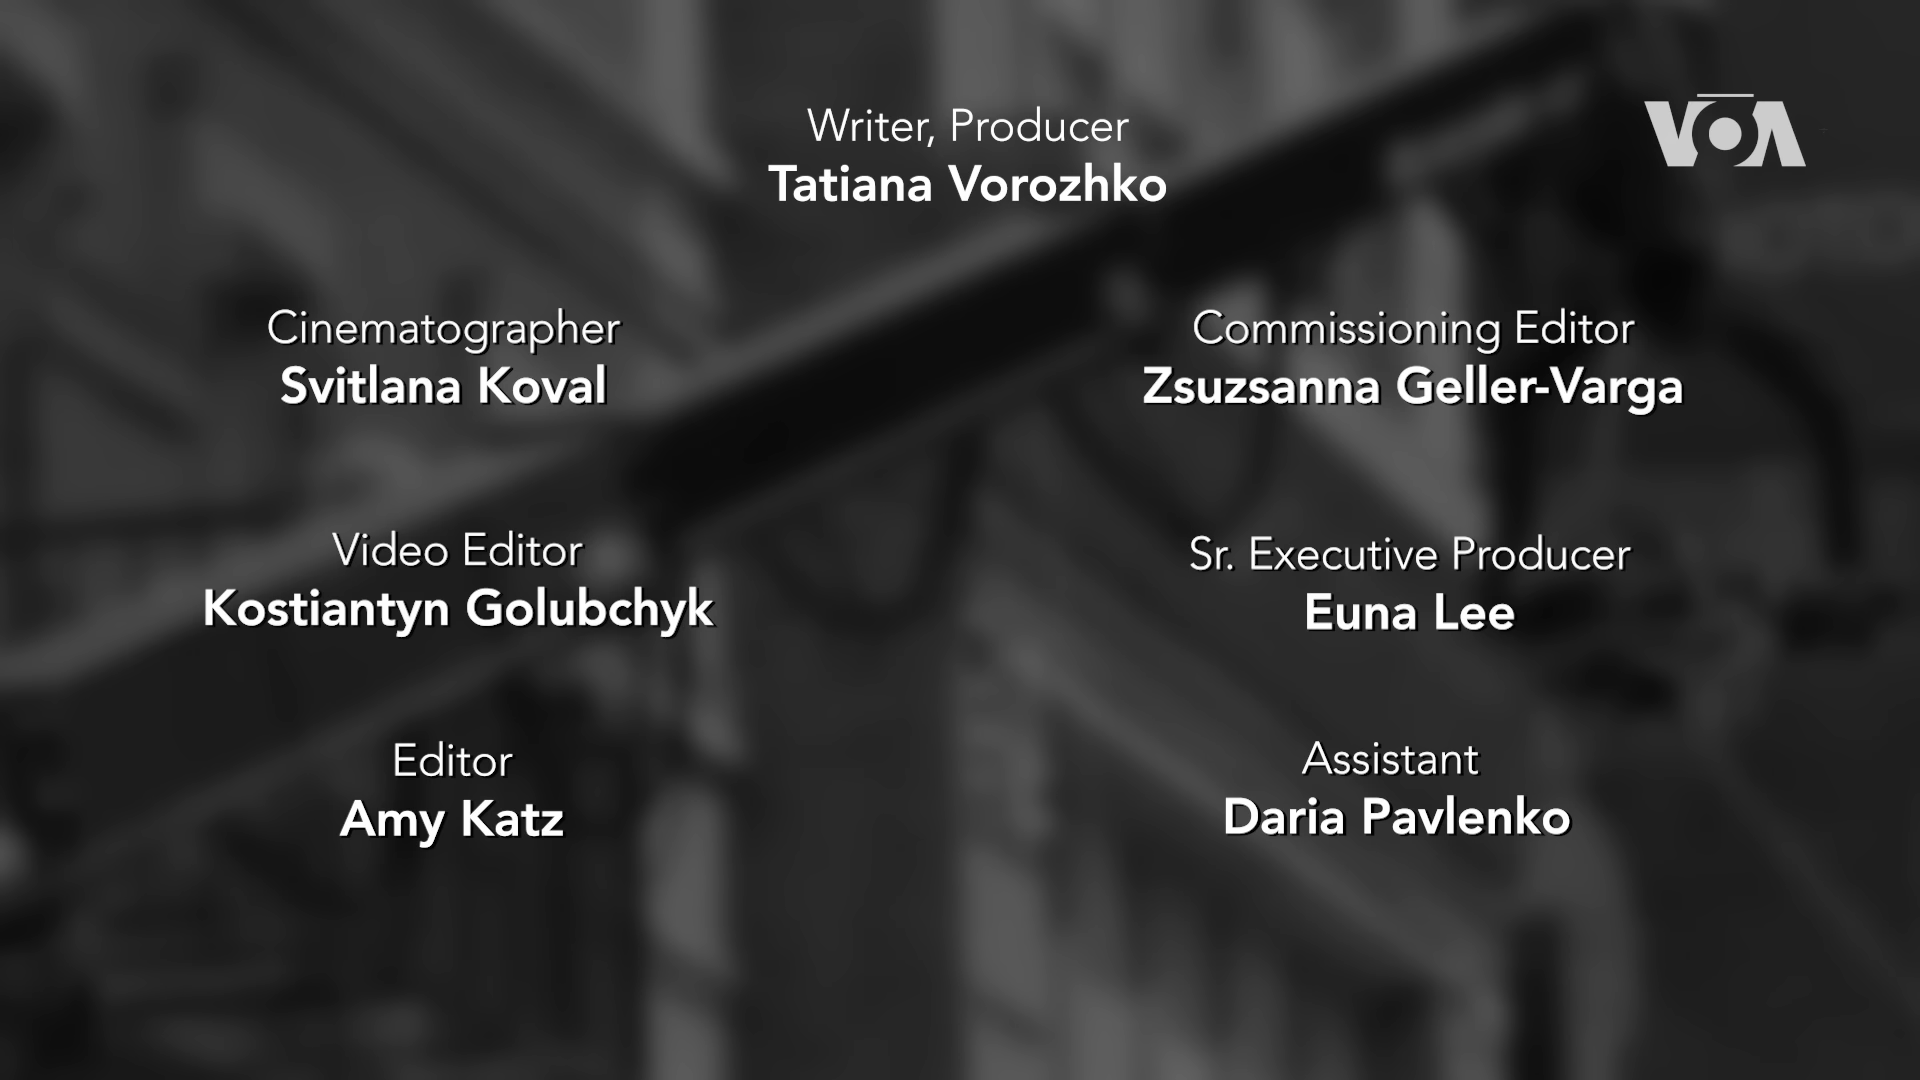 Writer, Producer
Tatiana Vorozhko
VOA
Cinematographer
Svitlana Koval
Commissioning Editor
Zsuzsanna Geller-Varga
Video Editor
Kostiantyn Golubchyk
Sr. Executive Producer
Euna Lee
Editor
Amy Katz
Assistant
Daria Pavlenko